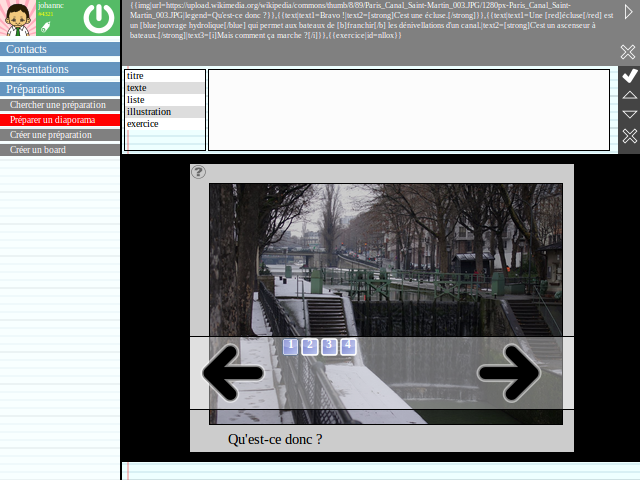 johannc
{{img|url=https://upload.wikimedia.org/wikipedia/commons/thumb/8/89/Paris_Canal_Saint-Martin_003.JPG/1280px-Paris_Canal_Saint-
Martin_003.JPG|legend=Qu'est-ce donc ?}},{{text|text1=Bravo !|text2=[strong]C'est une écluse.[/strong]}},{{text|text1=Une [red]écluse[/red] est
un [blue]ouvrage hydrolique[/blue] qui permet aux bateaux de [b]franchir[/b] les dénivellations d'un canal.|text2=[strong]C'est un ascenseur à
bateaux.[/strong]|text3=[i]Mais comment ça marche ?[/i]}},{{exercice|id=nllox}}
Contacts
Présentations
Préparations
Chercher une préparation
Préparer un diaporama
Créer une préparation
Créer un board
titre
texte
liste
illustration
exercice
?
1 2 3 4
Qu'est-ce donc ?